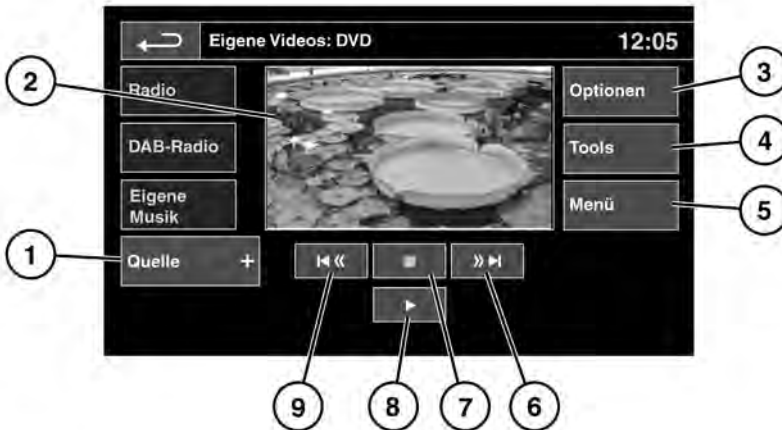 Eigene Videos: DVD
12:05
Radio
DAB-Radio
Eigene
Musik
Quelle +
Optionen
Tools
Menü
1
2
3
4
5
6
7
8
9